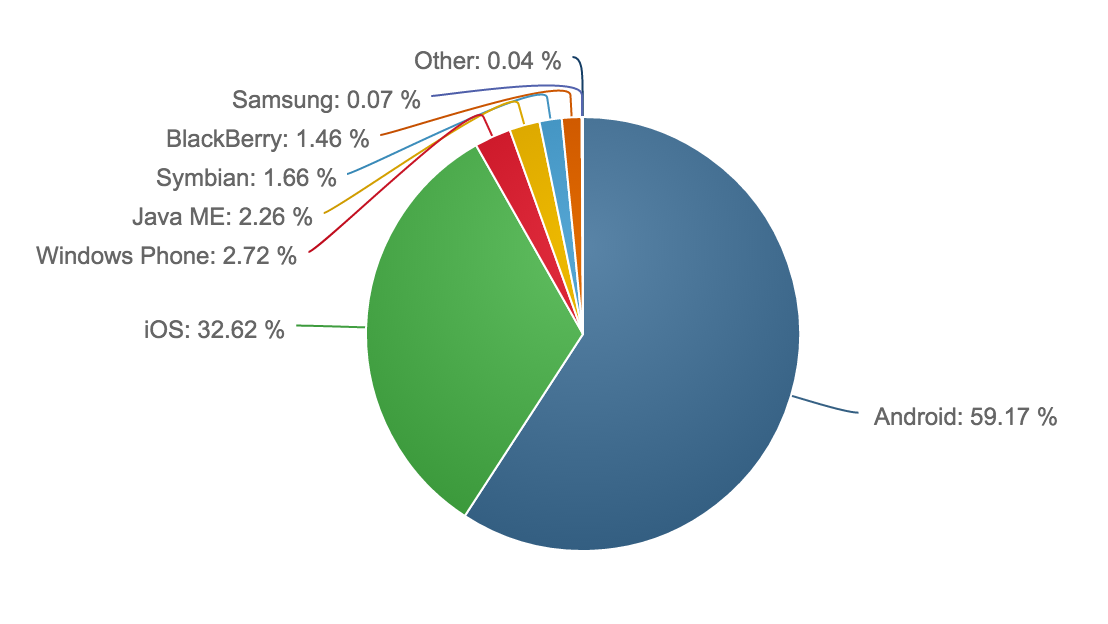 Other: 0.04 %
Samsung: 0.07 %
BlackBerry: 1.46 %
Symbian: 1.66 %
Java ME: 2.26 %
Windows Phone: 2.72 %
iOS: 32.62 %
Android: 59.17 %